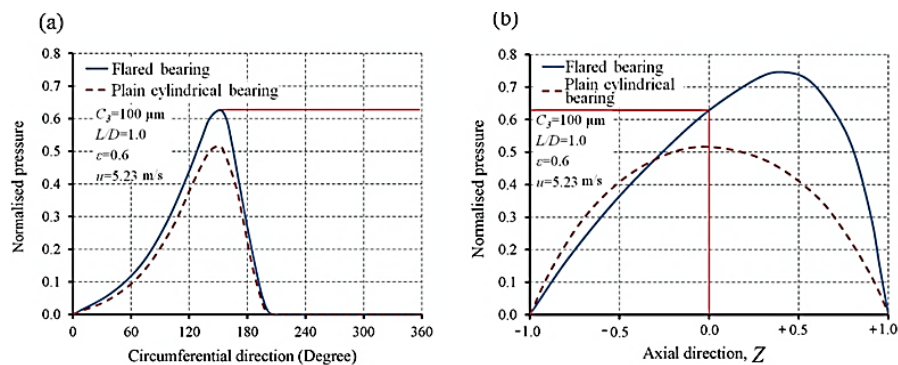 (a)
0.8
0.7
0.6
0.5
0.4
0.3
0.2
0.1
0.0
Normalised pressure
Flared bearing
Plain cylindrical bearing
C₃=100 μm
L/D=1.0
ε=0.6
u=5.23 m/s
0 60 120 180 240 300 360
Circumferential direction (Degree)
(b)
0.8
0.7
0.6
0.5
0.4
0.3
0.2
0.1
0.0
Normalised pressure
Flared bearing
Plain cylindrical
bearing
C₃=100 μm
L/D=1.0
ε=0.6
u=5.23 m/s
−1.0 −0.5 0.0 +0.5 +1.0
Axial direction, Z